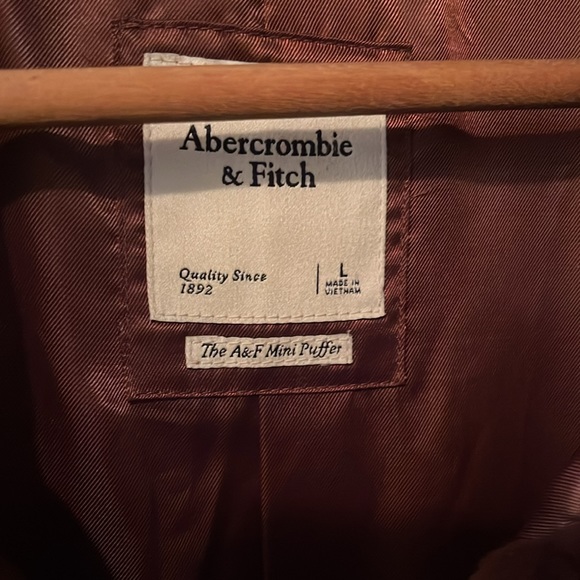 Abercrombie
& Fitch
Quality Since
1892
L
MADE IN
VIETNAM
The A&F Mini Puffer